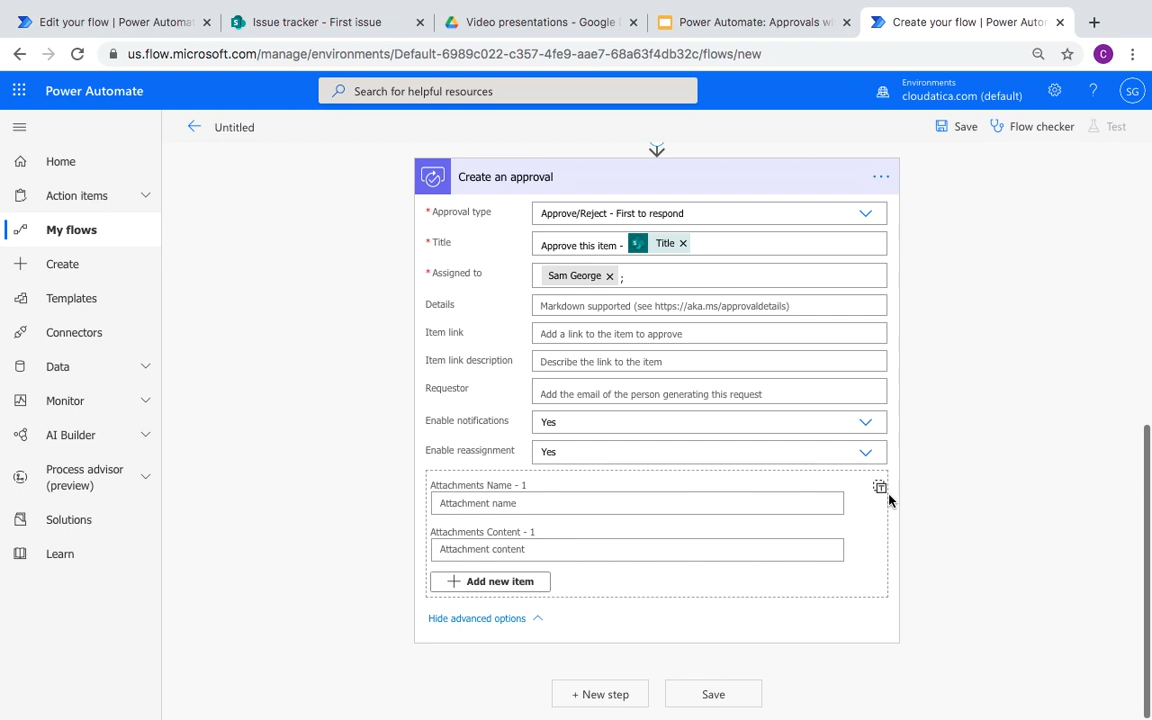 Edit your flow | Power Automat
Issue tracker - First issue
Video presentations - Google D
Power Automate: Approvals wi
Create your flow | Power Auto
us.flow.microsoft.com/manage/environments/Default-6989c022-c357-4fe9-aae7-68a63f4db32c/flows/new
C
Power Automate
Search for helpful resources
Environments
cloudatica.com (default)
?
SG
Untitled
Save
Flow checker
Test
Home
Action items
My flows
Create
Templates
Connectors
Data
Monitor
AI Builder
Process advisor
(preview)
Solutions
Learn
Create an approval
* Approval type
Approve/Reject - First to respond
* Title
Approve this item - Title
* Assigned to
Sam George ;
Details
Markdown supported (see https://aka.ms/approvaldetails)
Item link
Add a link to the item to approve
Item link description
Describe the link to the item
Requestor
Add the email of the person generating this request
Enable notifications
Yes
Enable reassignment
Yes
Attachments Name - 1
Attachment name
Attachments Content - 1
Attachment content
Add new item
Hide advanced options
+ New step
Save